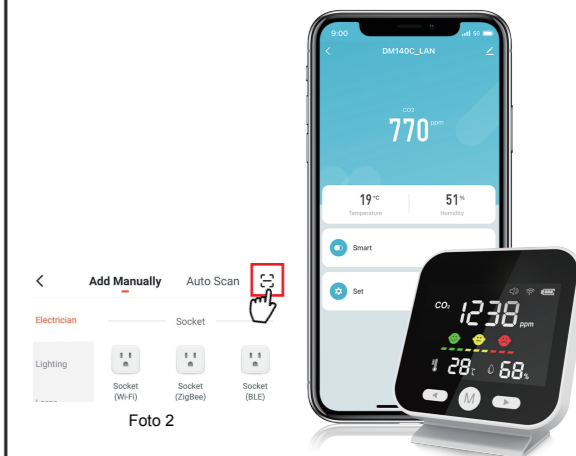 9:00
5G
DM140C_LAN
CO2
770 ppm
19 °C
51 %
Temperature
Humidity
Smart
Set
Add Manually
Auto Scan
Electrician
Socket
Lighting
Socket
(Wi-Fi)
Socket
(ZigBee)
Socket
(BLE)
Foto 2
CO₂ 1238 ppm
28 °C
68 %
M